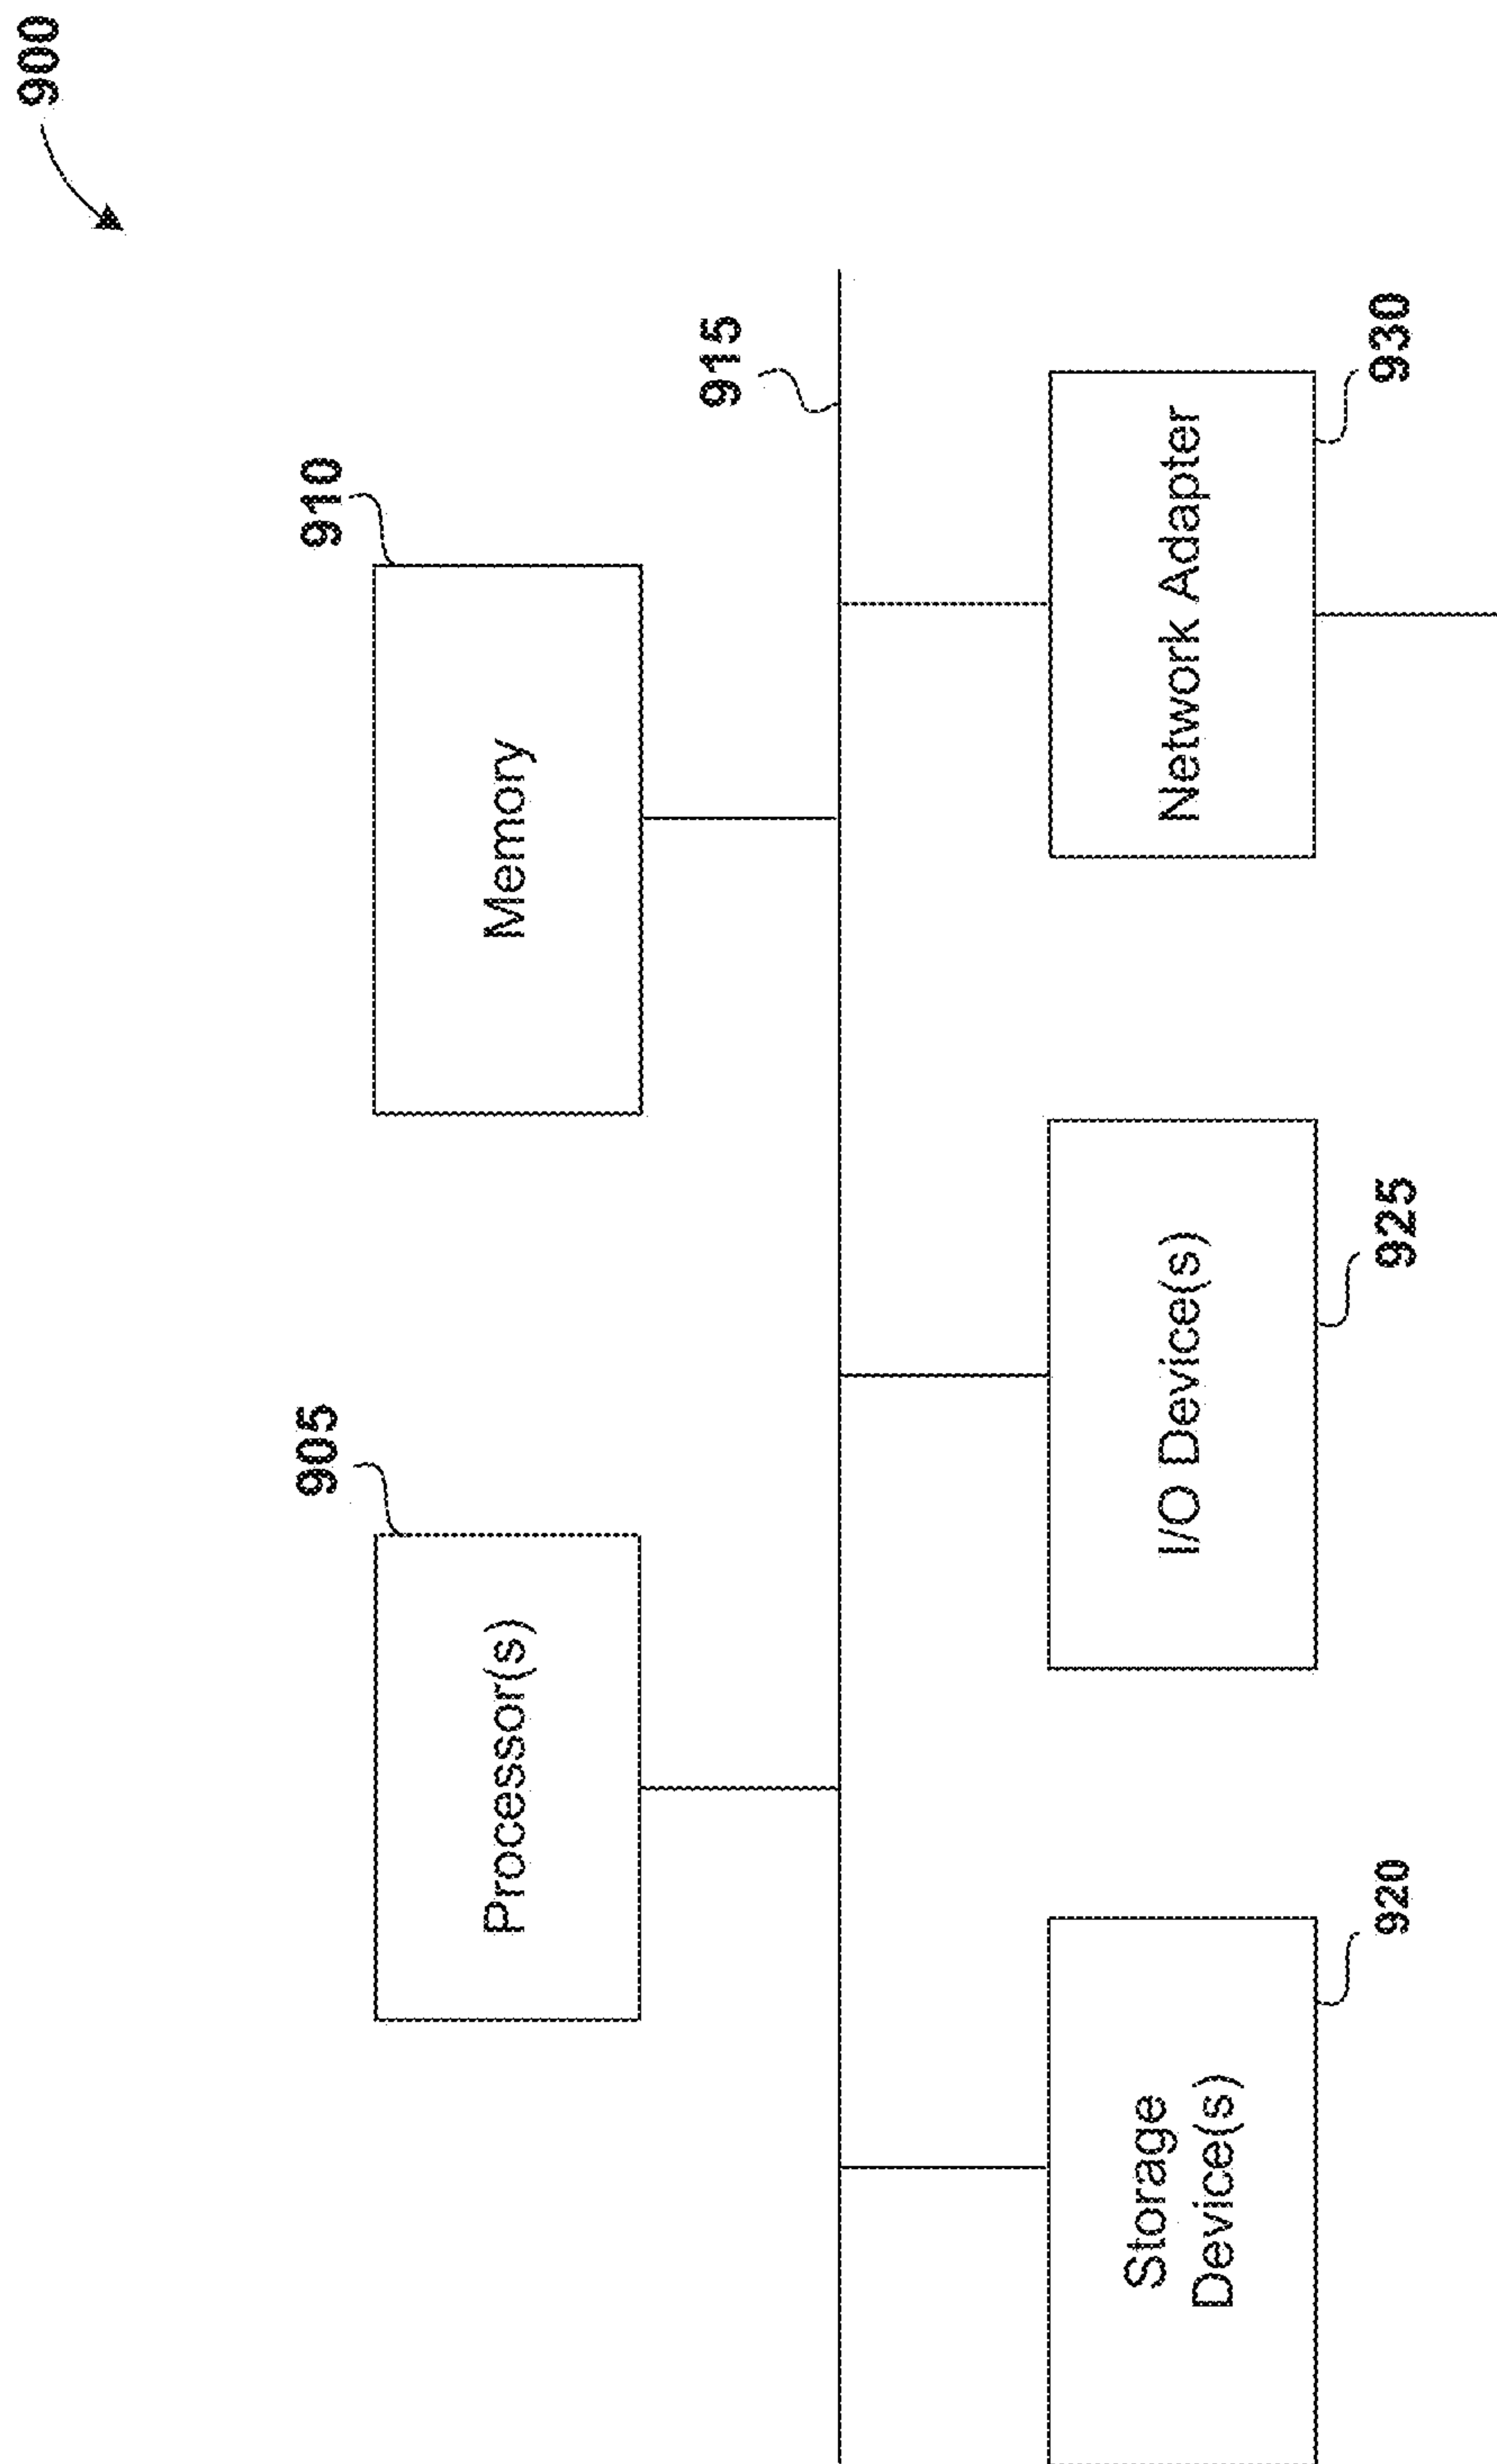 900
905
Processor(s)
910
Memory
915
Storage
Device(s)
920
I/O Device(s)
925
Network Adapter
930